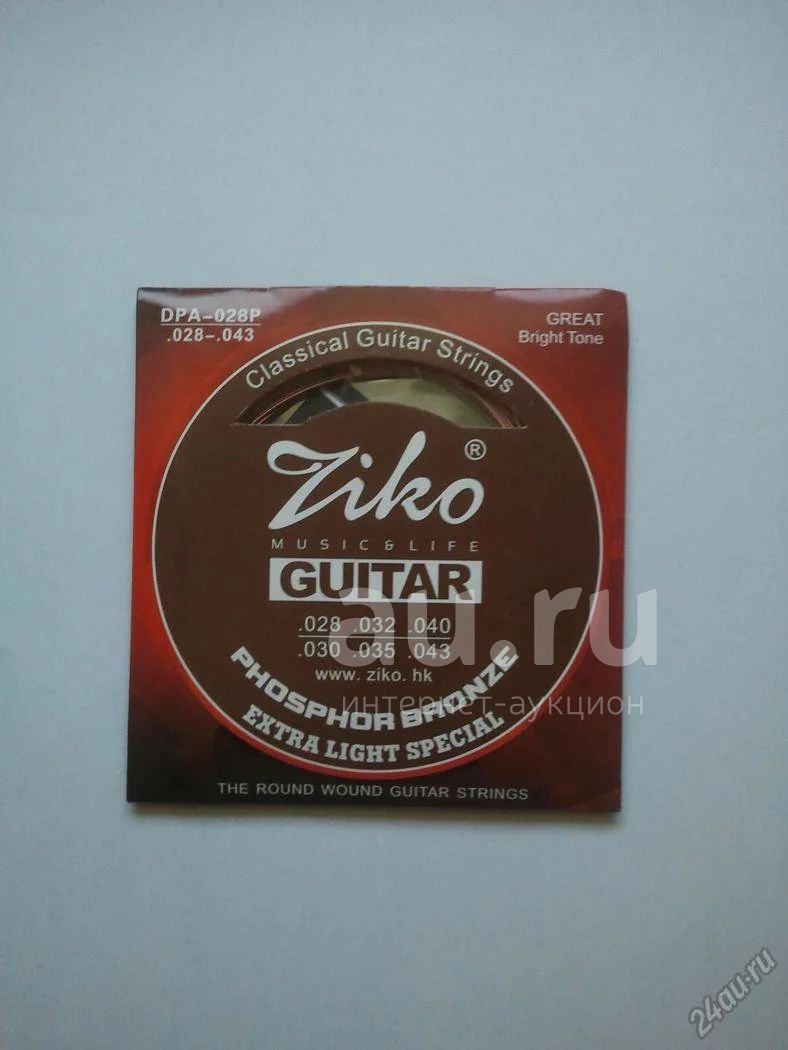 DPA-028P
.028-.043
GREAT
Bright Tone
Classical Guitar Strings
Ziko®
MUSIC & LIFE
GUITAR
.028 .032 .040
.030 .035 .043
www.ziko.hk
PHOSPHOR BRONZE
EXTRA LIGHT SPECIAL
THE ROUND WOUND GUITAR STRINGS
au.ru
интернет-аукцион
24au.ru